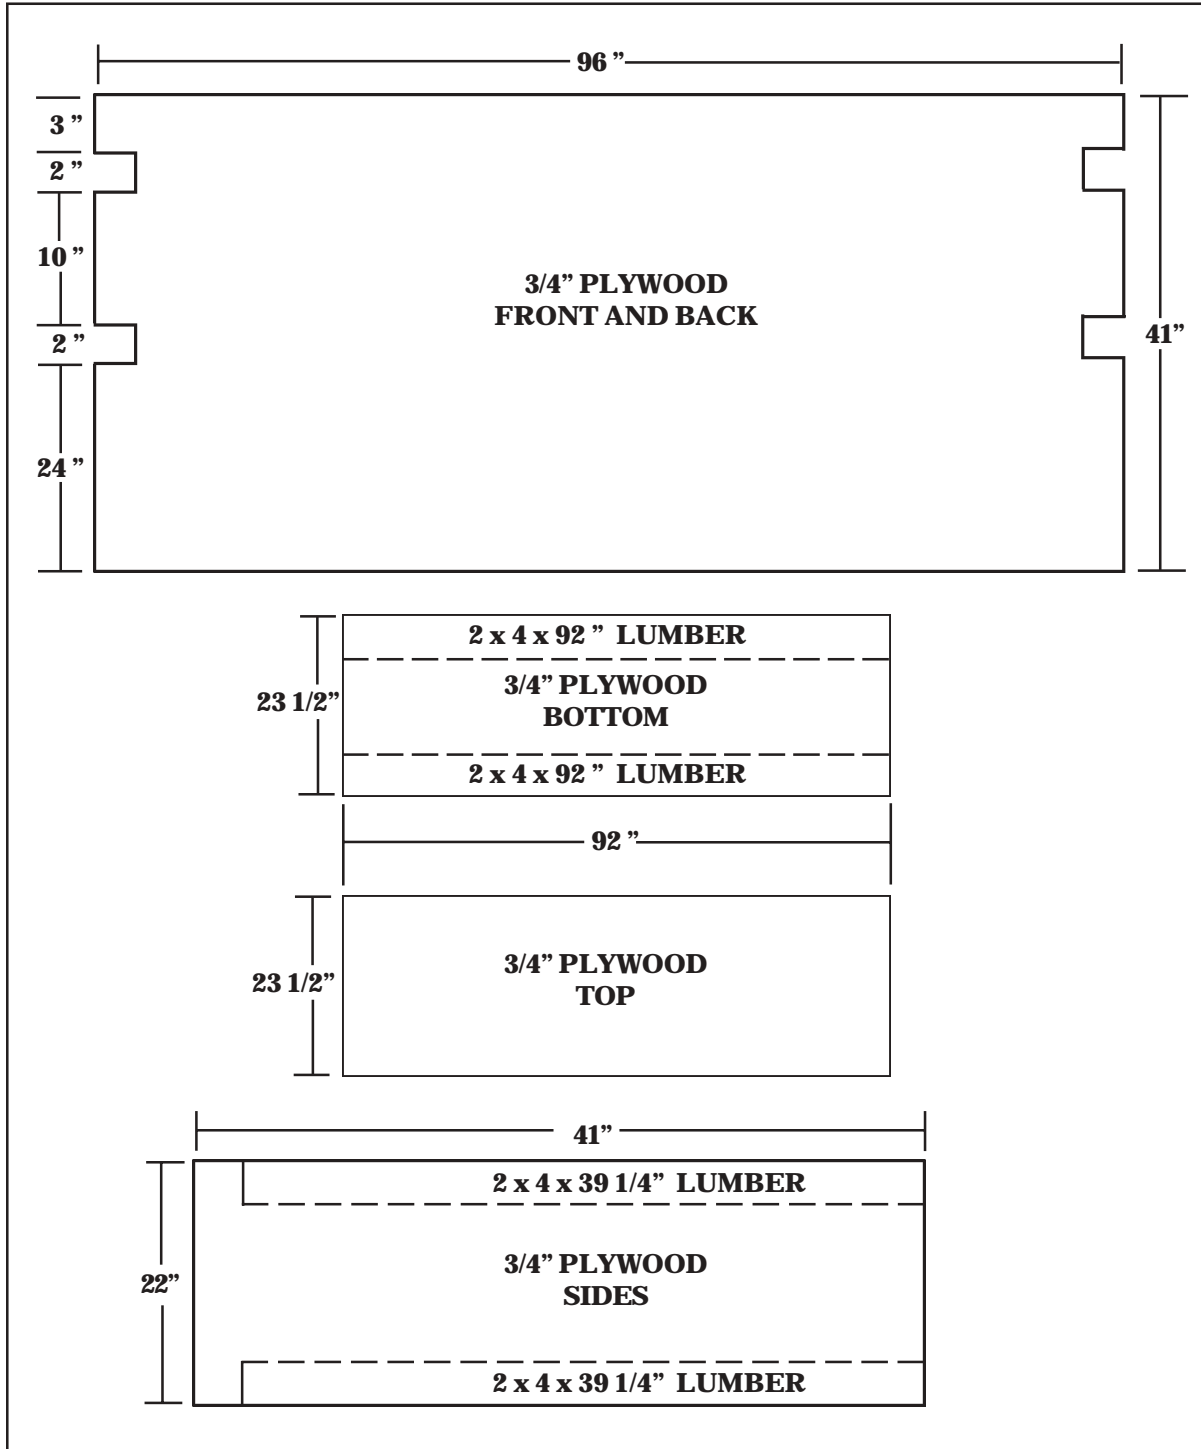 96 ”
3 ”
2 ”
10 ”
2 ”
24 ”
3/4” PLYWOOD
FRONT AND BACK
41”
2 x 4 x 92 ” LUMBER
23 1/2”
3/4” PLYWOOD
BOTTOM
2 x 4 x 92 ” LUMBER
92 ”
23 1/2”
3/4” PLYWOOD
TOP
41”
2 x 4 x 39 1/4” LUMBER
22”
3/4” PLYWOOD
SIDES
2 x 4 x 39 1/4” LUMBER